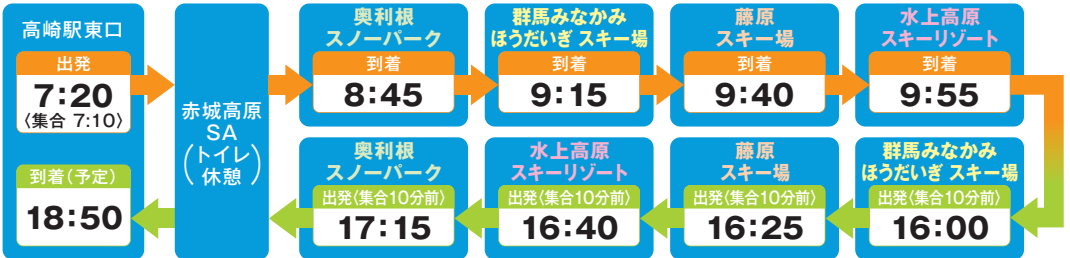 高崎駅東口
出発
7:20
〈集合 7:10〉
赤城高原
SA
(トイレ
休憩)
奥利根
スノーパーク
到着
8:45
群馬みなかみ
ほうだいぎ スキー場
到着
9:15
藤原
スキー場
到着
9:40
水上高原
スキーリゾート
到着
9:55
群馬みなかみ
ほうだいぎ スキー場
出発〈集合10分前〉
16:00
藤原
スキー場
出発〈集合10分前〉
16:25
水上高原
スキーリゾート
出発〈集合10分前〉
16:40
奥利根
スノーパーク
出発〈集合10分前〉
17:15
到着(予定)
18:50